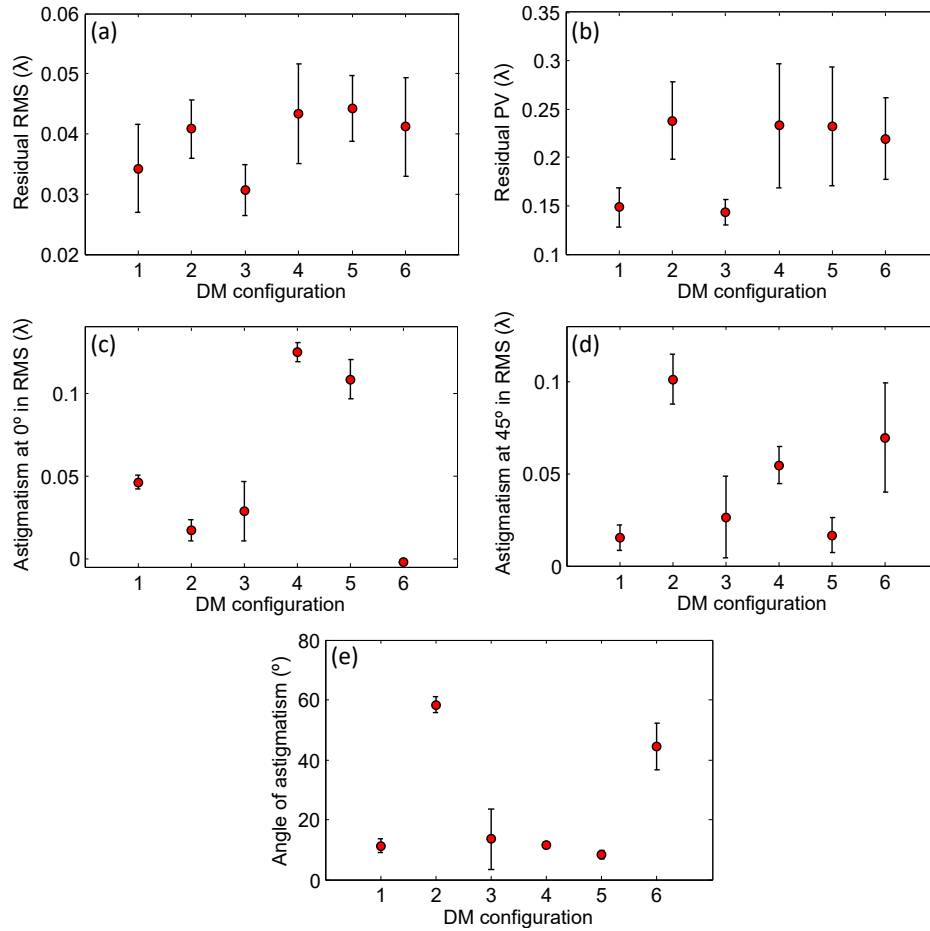 (a)
Residual RMS (λ)
0.06
0.05
0.04
0.03
0.02
1 2 3 4 5 6
DM configuration
(b)
Residual PV (λ)
0.35
0.3
0.25
0.2
0.15
0.1
1 2 3 4 5 6
DM configuration
(c)
Astigmatism at 0º in RMS (λ)
0.1
0.05
0
1 2 3 4 5 6
DM configuration
(d)
Astigmatism at 45º in RMS (λ)
0.1
0.05
0
1 2 3 4 5 6
DM configuration
(e)
Angle of astigmatism (º)
80
60
40
20
0
1 2 3 4 5 6
DM configuration